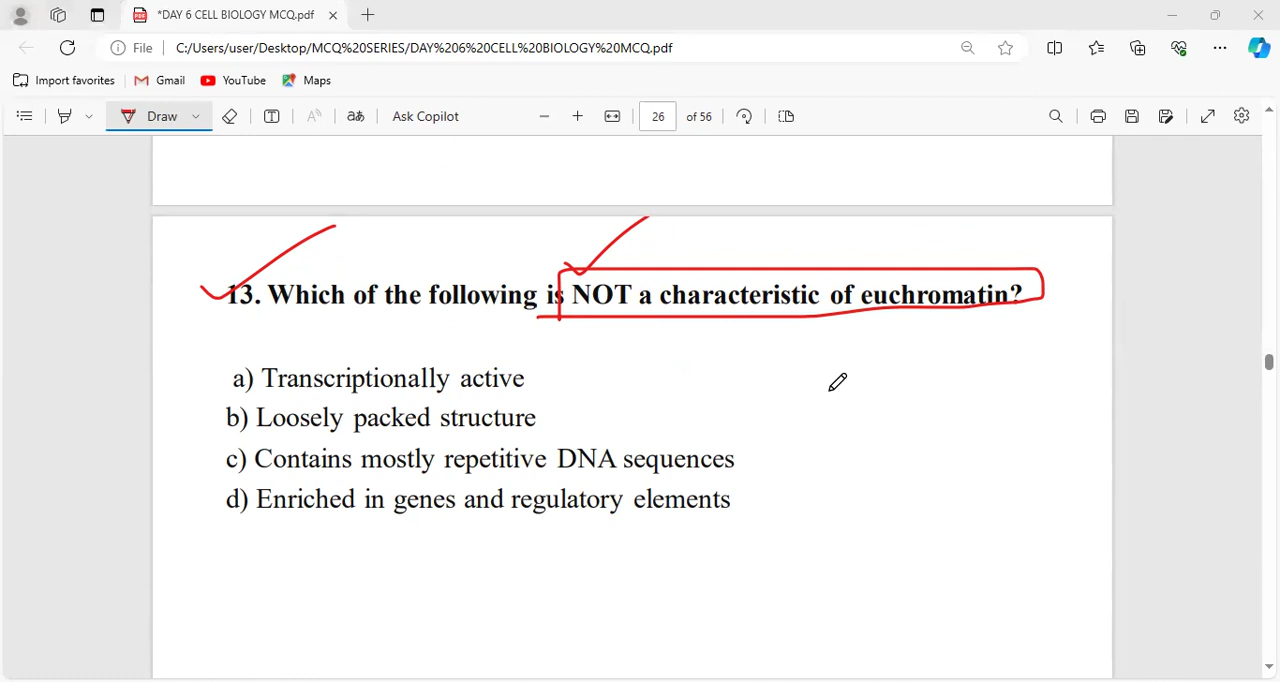 *DAY 6 CELL BIOLOGY MCQ.pdf
File C:/Users/user/Desktop/MCQ%20SERIES/DAY%206%20CELL%20BIOLOGY%20MCQ.pdf
Import favorites Gmail YouTube Maps
Draw aあ Ask Copilot 26 of 56
13. Which of the following is NOT a characteristic of euchromatin?
a) Transcriptionally active
b) Loosely packed structure
c) Contains mostly repetitive DNA sequences
d) Enriched in genes and regulatory elements